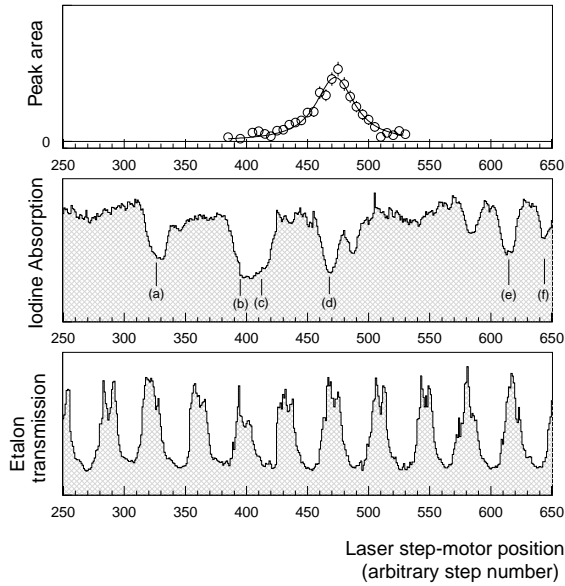 Peak area
0
250 300 350 400 450 500 550 600 650
Iodine Absorption
(a) (b) (c) (d) (e) (f)
250 300 350 400 450 500 550 600 650
Etalon
transmission
250 300 350 400 450 500 550 600 650
Laser step-motor position
(arbitrary step number)